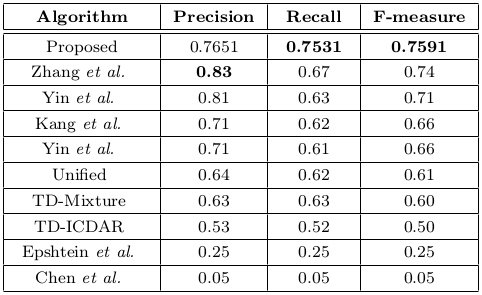 Algorithm Precision Recall F-measure
Proposed 0.7651 0.7531 0.7591
Zhang et al. 0.83 0.67 0.74
Yin et al. 0.81 0.63 0.71
Kang et al. 0.71 0.62 0.66
Yin et al. 0.71 0.61 0.66
Unified 0.64 0.62 0.61
TD-Mixture 0.63 0.63 0.60
TD-ICDAR 0.53 0.52 0.50
Epshtein et al. 0.25 0.25 0.25
Chen et al. 0.05 0.05 0.05